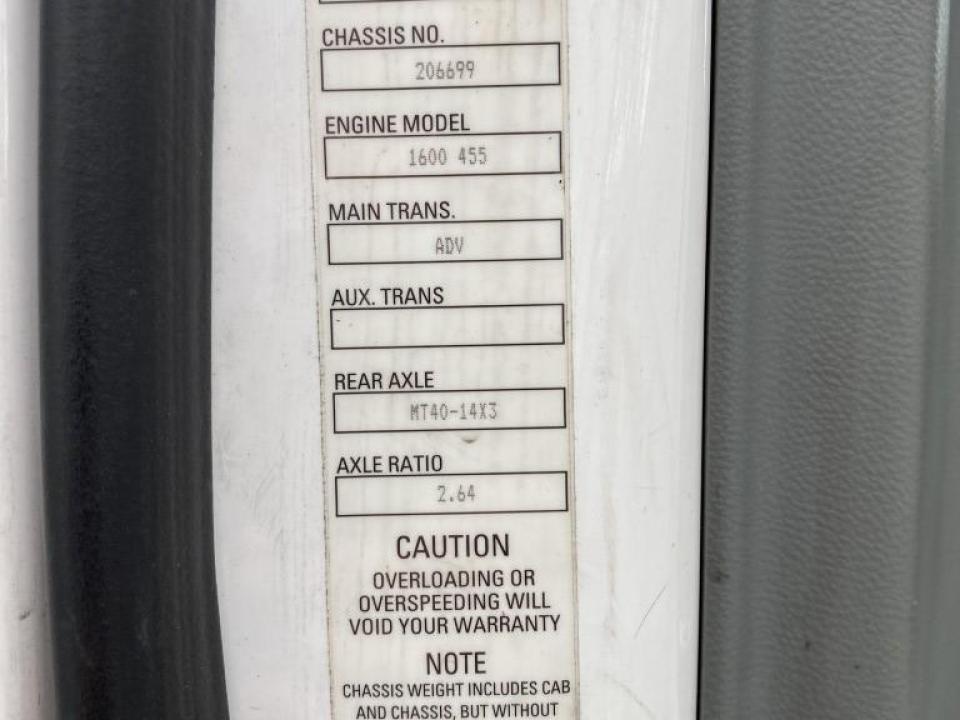 CHASSIS NO.
206699
ENGINE MODEL
1600 455
MAIN TRANS.
ADV
AUX. TRANS
REAR AXLE
MT40-14X3
AXLE RATIO
2.64
CAUTION
OVERLOADING OR
OVERSPEEDING WILL
VOID YOUR WARRANTY
NOTE
CHASSIS WEIGHT INCLUDES CAB
AND CHASSIS, BUT WITHOUT